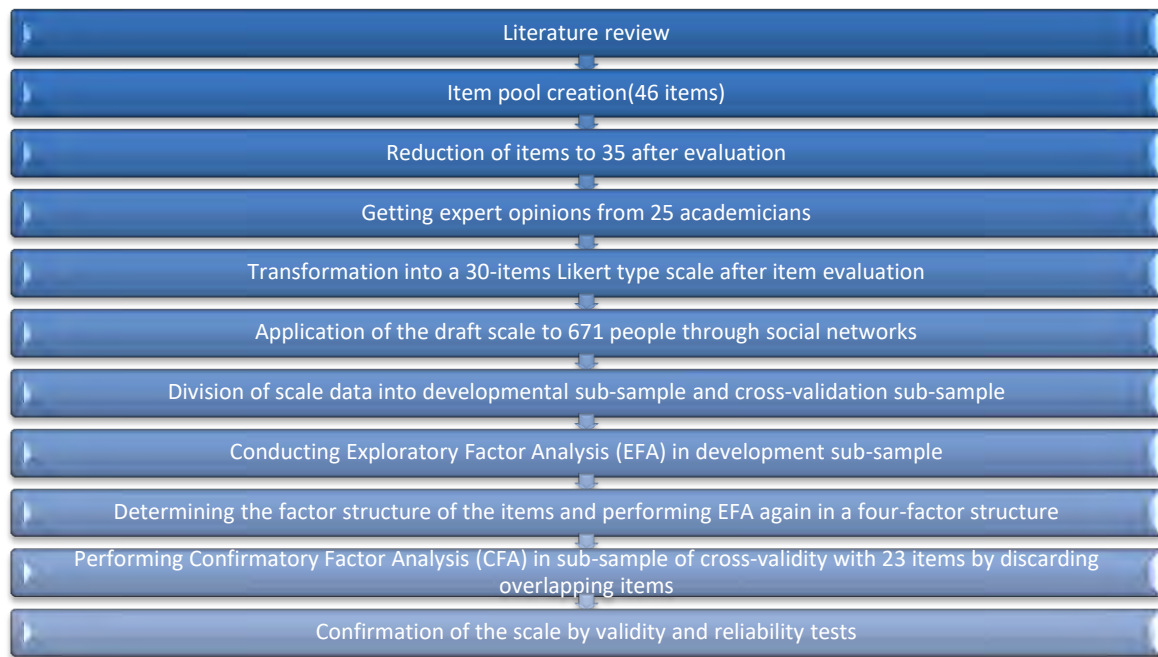 Literature review
Item pool creation(46 items)
Reduction of items to 35 after evaluation
Getting expert opinions from 25 academicians
Transformation into a 30-items Likert type scale after item evaluation
Application of the draft scale to 671 people through social networks
Division of scale data into developmental sub-sample and cross-validation sub-sample
Conducting Exploratory Factor Analysis (EFA) in development sub-sample
Determining the factor structure of the items and performing EFA again in a four-factor structure
Performing Confirmatory Factor Analysis (CFA) in sub-sample of cross-validity with 23 items by discarding
overlapping items
Confirmation of the scale by validity and reliability tests